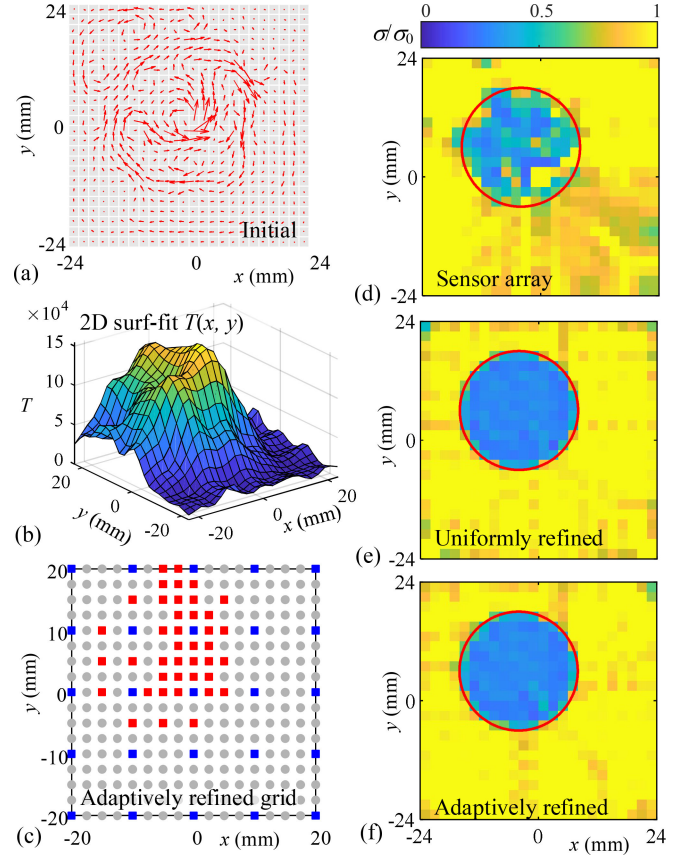 24
y (mm)
0
-24
Initial
(a)
-24
0
x (mm)
24
×10⁴
2D surf-fit T(x, y)
15
10
5
0
T
20
0
-20
y (mm)
-20
0
20
x (mm)
(b)
20
10
y (mm)
0
-10
-20
Adaptively refined grid
(c)
-20
-10
0
x (mm)
10
20
σ/σ₀
0
0.5
1
24
y (mm)
0
-24
Sensor array
(d)
24
y (mm)
0
-24
Uniformly refined
(e)
24
y (mm)
0
-24
Adaptively refined
(f)
-24
0
x (mm)
24